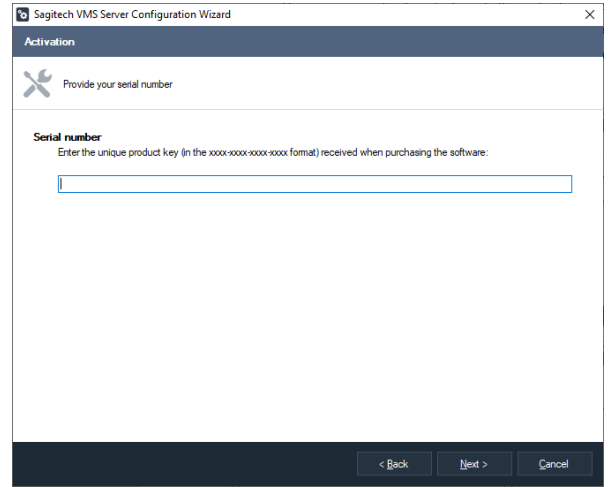 Sagitech VMS Server Configuration Wizard
Activation
Provide your serial number
Serial number
Enter the unique product key (in the xxxx-xxxx-xxxx-xxxx format) received when purchasing the software:
< Back Next > Cancel